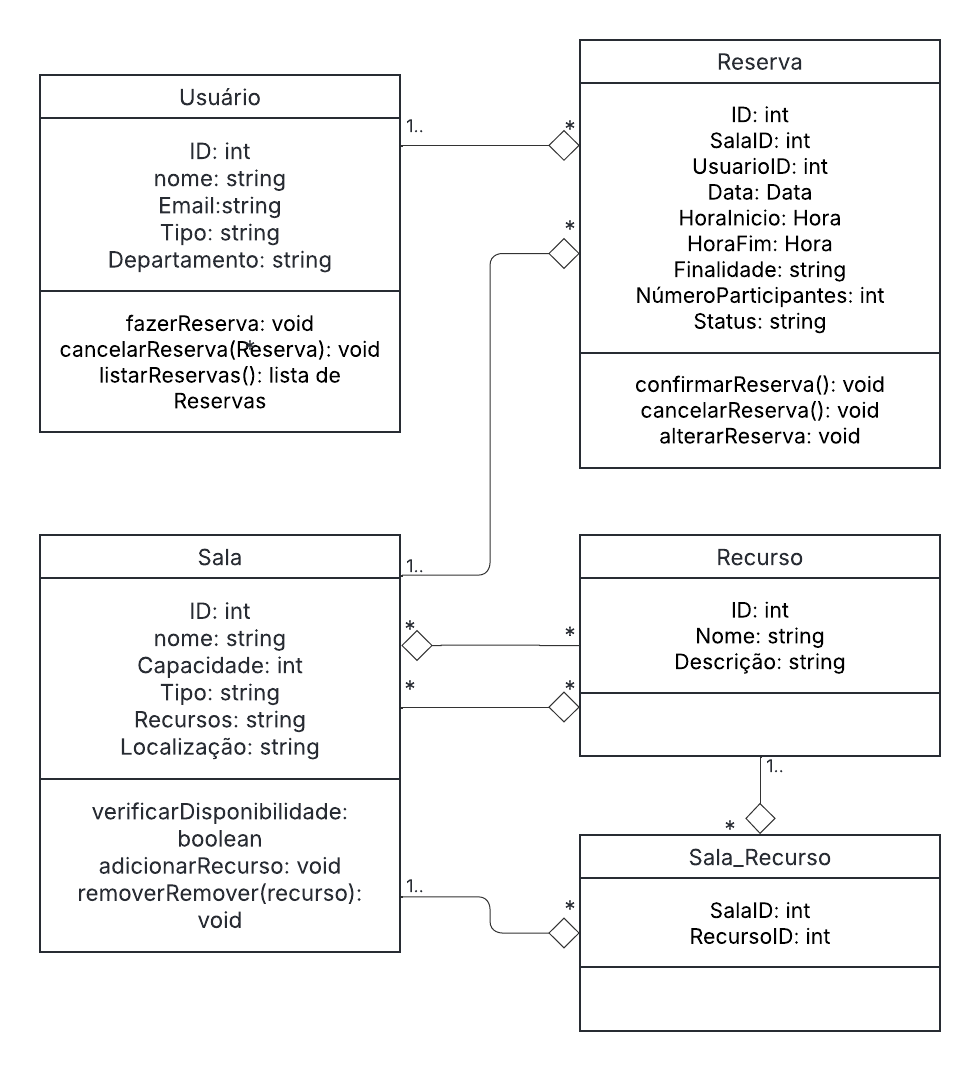 Usuário
ID: int
nome: string
Email:string
Tipo: string
Departamento: string
fazerReserva: void
cancelarReserva(Reserva): void
*
listarReservas(): lista de
Reservas
1..
*
Reserva
ID: int
SalaID: int
UsuarioID: int
Data: Data
HoraInicio: Hora
HoraFim: Hora
Finalidade: string
NúmeroParticipantes: int
Status: string
confirmarReserva(): void
cancelarReserva(): void
alterarReserva: void
*
1..
Sala
ID: int
nome: string
Capacidade: int
Tipo: string
Recursos: string
Localização: string
verificarDisponibilidade:
boolean
adicionarRecurso: void
removerRemover(recurso):
void
*
*
*
*
Recurso
ID: int
Nome: string
Descrição: string
1..
*
1..
*
Sala_Recurso
SalaID: int
RecursoID: int